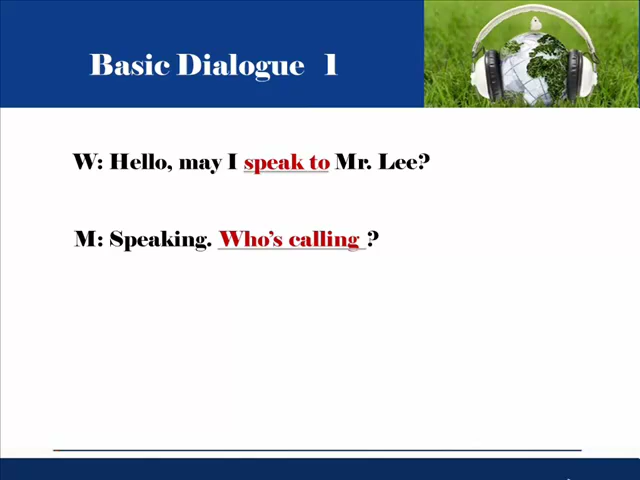 Basic Dialogue 1
W: Hello, may I speak to Mr. Lee?
M: Speaking. Who's calling ?